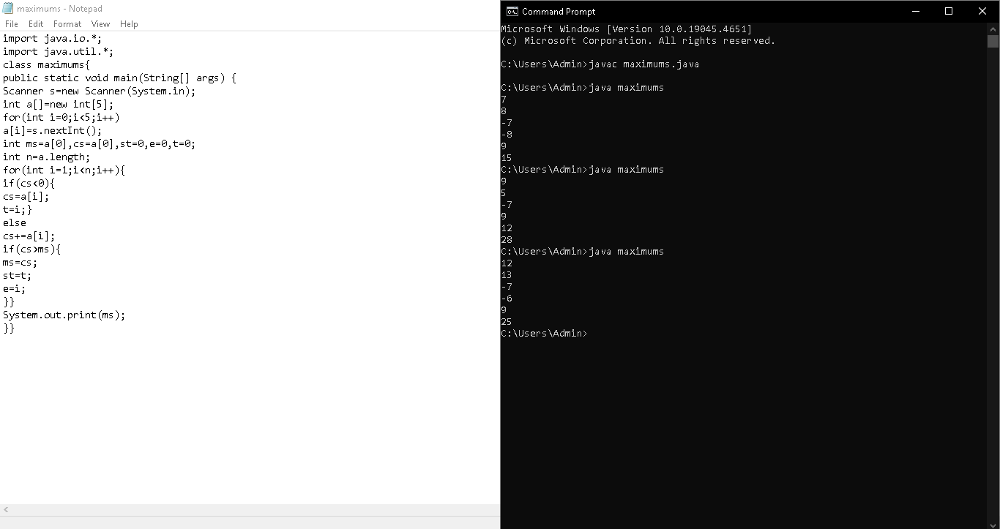 maximums - Notepad
File Edit Format View Help
import java.io.*;
import java.util.*;
class maximums{
public static void main(String[] args) {
Scanner s=new Scanner(System.in);
int a[]=new int[5];
for(int i=0;i<5;i++)
a[i]=s.nextInt();
int ms=a[0],cs=a[0],st=0,e=0,t=0;
int n=a.length;
for(int i=1;i<n;i++){
if(cs<0){
cs=a[i];
t=i;}
else
cs+=a[i];
if(cs>ms){
ms=cs;
st=t;
e=i;
}}
System.out.print(ms);
}}
Command Prompt
Microsoft Windows [Version 10.0.19045.4651]
(c) Microsoft Corporation. All rights reserved.
C:\Users\Admin>javac maximums.java
C:\Users\Admin>java maximums
7
8
-7
-8
9
15
C:\Users\Admin>java maximums
9
5
-7
9
12
28
C:\Users\Admin>java maximums
12
13
-7
-6
9
25
C:\Users\Admin>